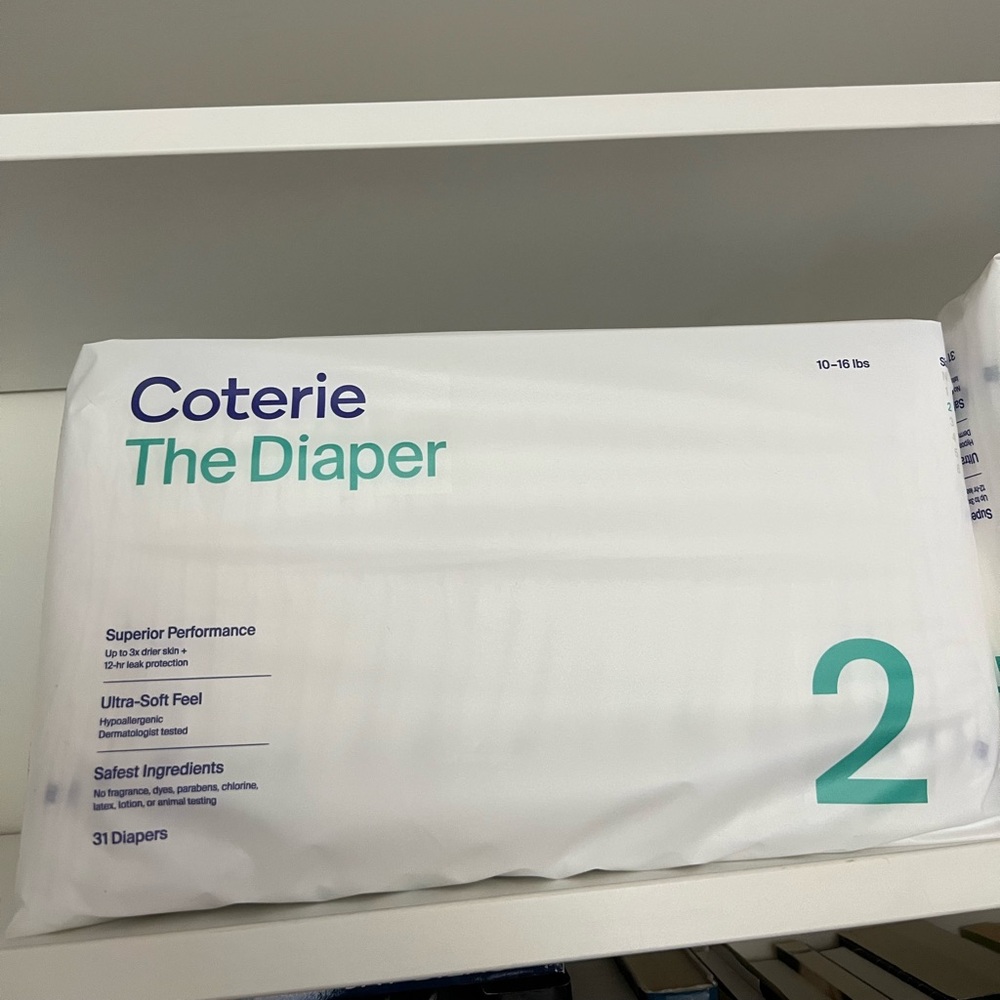 Coterie
The Diaper
10–16 lbs
Superior Performance
Up to 3x drier skin +
12-hr leak protection
Ultra-Soft Feel
Hypoallergenic
Dermatologist tested
Safest Ingredients
No fragrance, dyes, parabens, chlorine,
latex, lotion, or animal testing
31 Diapers
2